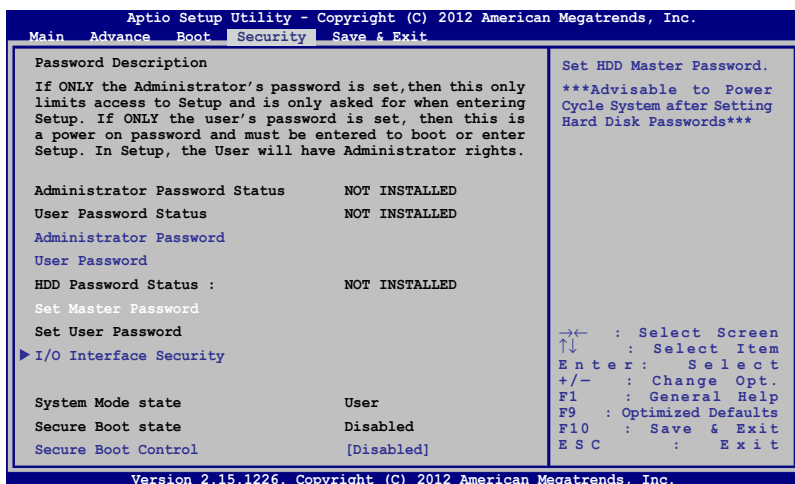 Aptio Setup Utility - Copyright (C) 2012 American Megatrends, Inc.
Main Advance Boot Security Save & Exit
Password Description
If ONLY the Administrator's password is set,then this only
limits access to Setup and is only asked for when entering
Setup. If ONLY the user's password is set, then this is
a power on password and must be entered to boot or enter
Setup. In Setup, the User will have Administrator rights.
Administrator Password Status NOT INSTALLED
User Password Status NOT INSTALLED
Administrator Password
User Password
HDD Password Status : NOT INSTALLED
Set Master Password
Set User Password
I/O Interface Security
System Mode state User
Secure Boot state Disabled
Secure Boot Control [Disabled]
Set HDD Master Password.
***Advisable to Power
Cycle System after Setting
Hard Disk Passwords***
→← : Select Screen
↑↓ : Select Item
Enter: Select
+/— : Change Opt.
F1 : General Help
F9 : Optimized Defaults
F10 : Save & Exit
ESC : Exit
Version 2.15.1226. Copyright (C) 2012 American Megatrends, Inc.